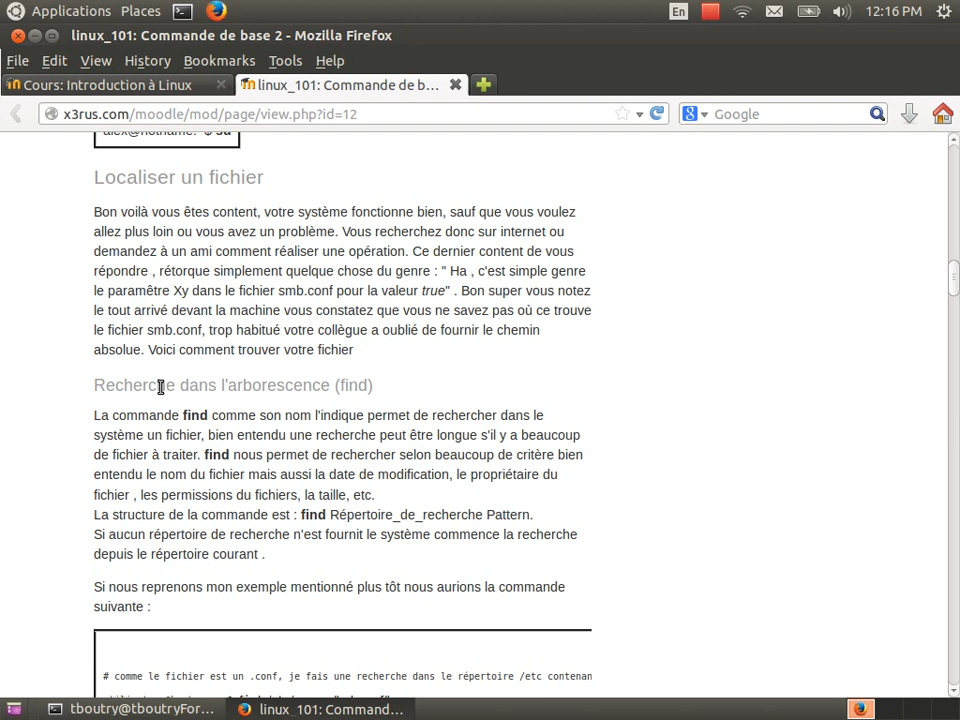 Applications Places En 12:16 PM
linux_101: Commande de base 2 - Mozilla Firefox
File Edit View History Bookmarks Tools Help
Cours: Introduction à Linux linux_101: Commande de b...
x3rus.com/moodle/mod/page/view.php?id=12 Google
alex@hotname:~$ su
Localiser un fichier
Bon voilà vous êtes content, votre système fonctionne bien, sauf que vous voulez
allez plus loin ou vous avez un problème. Vous recherchez donc sur internet ou
demandez à un ami comment réaliser une opération. Ce dernier content de vous
répondre , rétorque simplement quelque chose du genre : " Ha , c'est simple genre
le paramêtre Xy dans le fichier smb.conf pour la valeur true" . Bon super vous notez
le tout arrivé devant la machine vous constatez que vous ne savez pas où ce trouve
le fichier smb.conf, trop habitué votre collègue a oublié de fournir le chemin
absolue. Voici comment trouver votre fichier
Recherche dans l'arborescence (find)
La commande find comme son nom l'indique permet de rechercher dans le
système un fichier, bien entendu une recherche peut être longue s'il y a beaucoup
de fichier à traiter. find nous permet de rechercher selon beaucoup de critère bien
entendu le nom du fichier mais aussi la date de modification, le propriétaire du
fichier , les permissions du fichiers, la taille, etc.
La structure de la commande est : find Répertoire_de_recherche Pattern.
Si aucun répertoire de recherche n'est fournit le système commence la recherche
depuis le répertoire courant .
Si nous reprenons mon exemple mentionné plus tôt nous aurions la commande
suivante :
# comme le fichier est un .conf, je fais une recherche dans le répertoire /etc contenan
tboutry@tboutryFor... linux_101: Command...